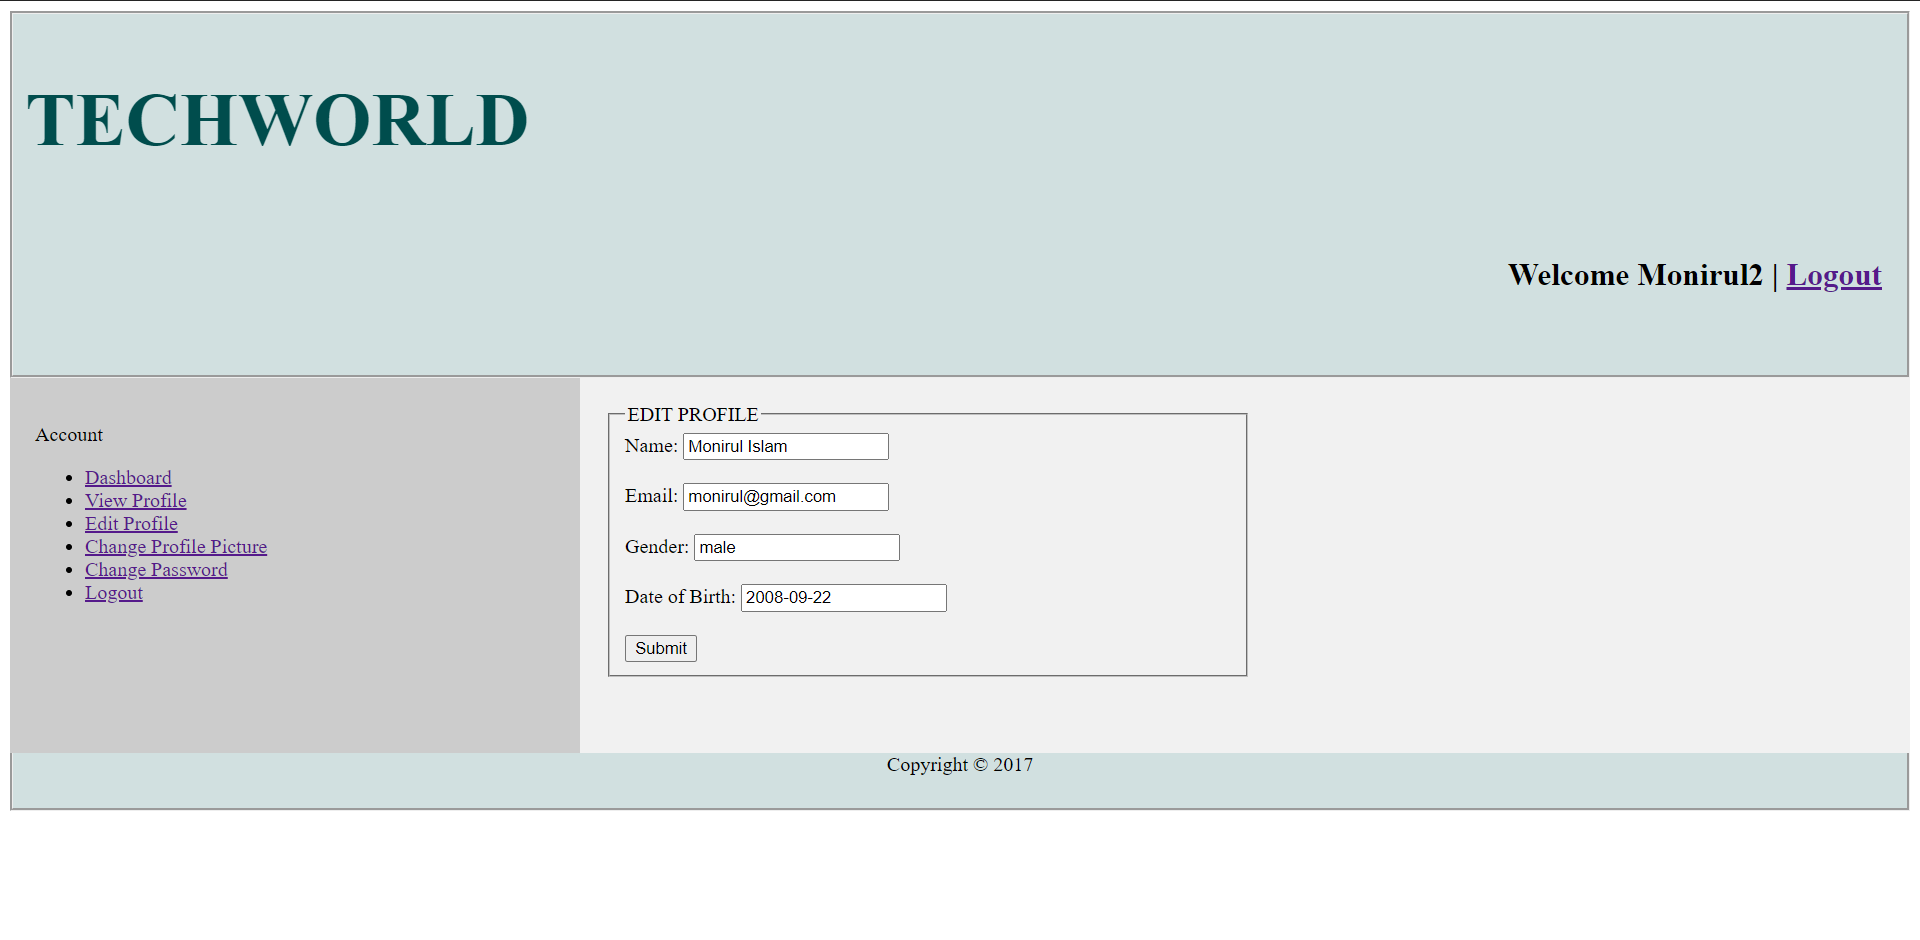 TECHWORLD
Welcome Monirul2 | Logout
Account
Dashboard
View Profile
Edit Profile
Change Profile Picture
Change Password
Logout
EDIT PROFILE
Name: Monirul Islam
Email: monirul@gmail.com
Gender: male
Date of Birth: 2008-09-22
Submit
Copyright © 2017